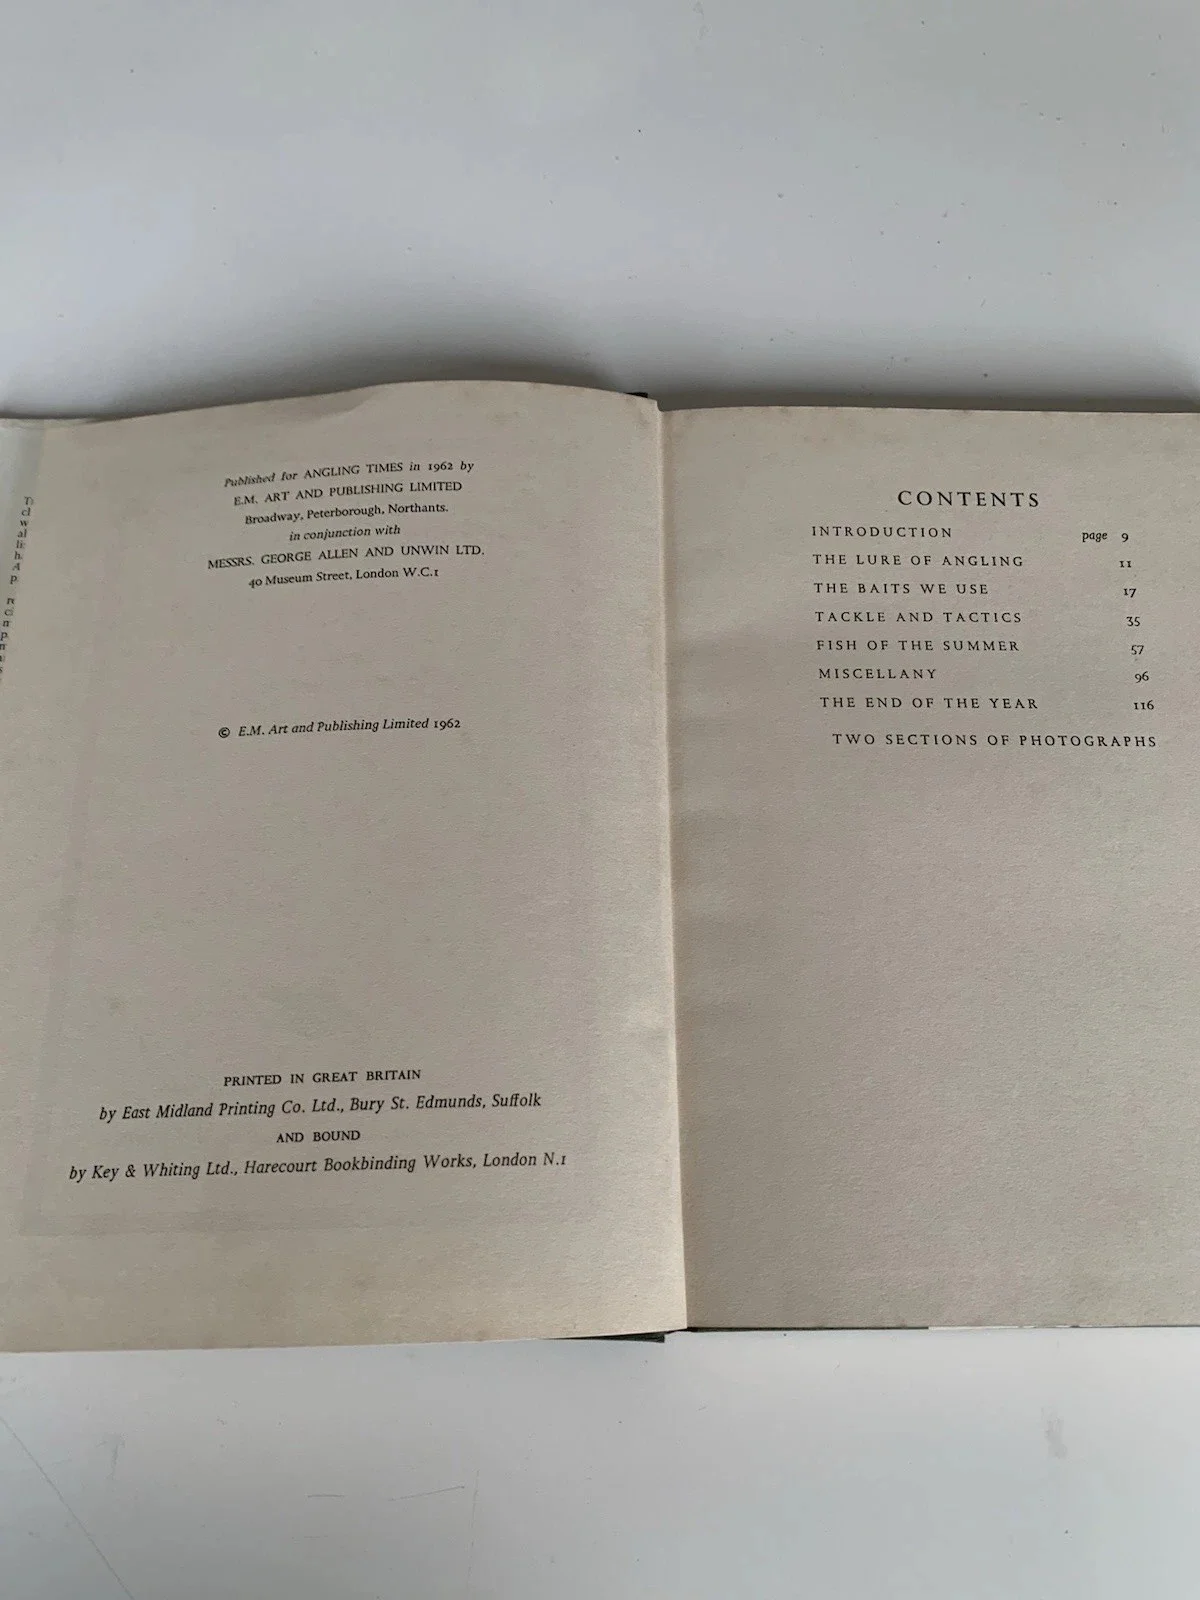 Published for ANGLING TIMES in 1962 by
E.M. ART AND PUBLISHING LIMITED
Broadway, Peterborough, Northants.
in conjunction with
MESSRS. GEORGE ALLEN AND UNWIN LTD.
40 Museum Street, London W.C.1
© E.M. Art and Publishing Limited 1962
PRINTED IN GREAT BRITAIN
by East Midland Printing Co. Ltd., Bury St. Edmunds, Suffolk
AND BOUND
by Key & Whiting Ltd., Harecourt Bookbinding Works, London N.1
CONTENTS
INTRODUCTION page 9
THE LURE OF ANGLING 11
THE BAITS WE USE 17
TACKLE AND TACTICS 35
FISH OF THE SUMMER 57
MISCELLANY 96
THE END OF THE YEAR 116
TWO SECTIONS OF PHOTOGRAPHS